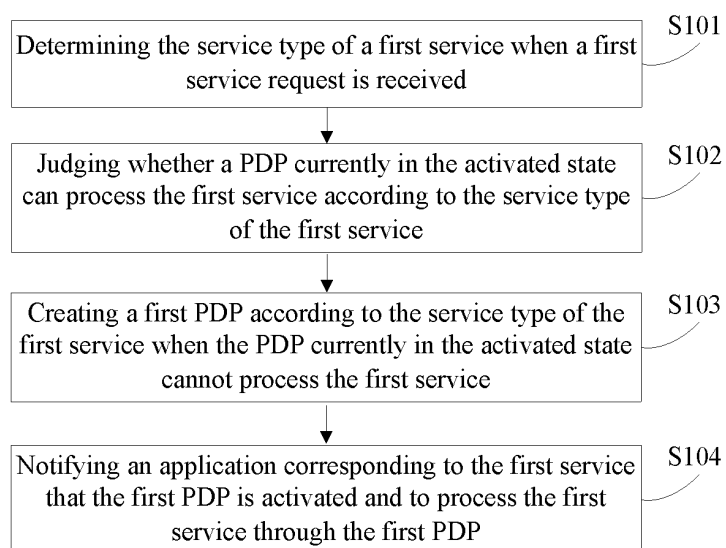 Determining the service type of a first service when a first
service request is received
S101
Judging whether a PDP currently in the activated state
can process the first service according to the service type
of the first service
S102
Creating a first PDP according to the service type of the
first service when the PDP currently in the activated state
cannot process the first service
S103
Notifying an application corresponding to the first service
that the first PDP is activated and to process the first
service through the first PDP
S104